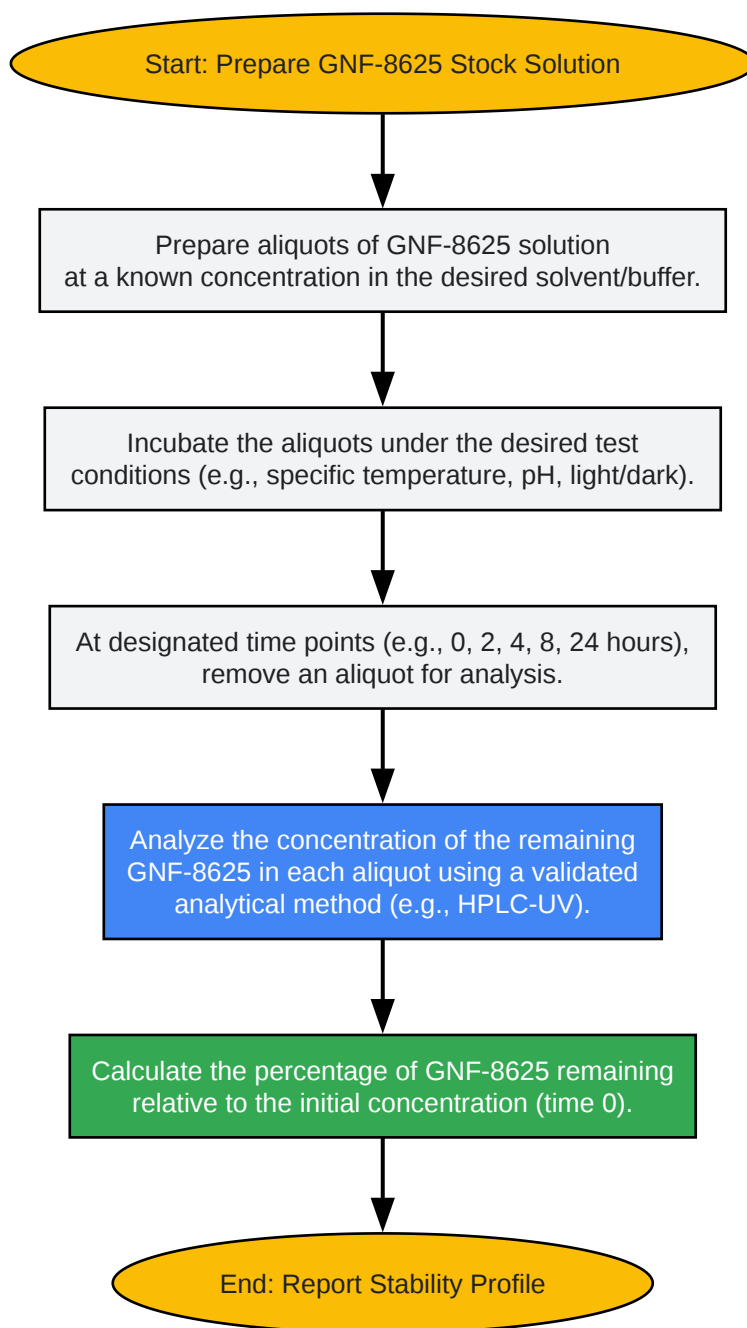 Start: Prepare GNF-8625 Stock Solution
Prepare aliquots of GNF-8625 solution
at a known concentration in the desired solvent/buffer.
Incubate the aliquots under the desired test
conditions (e.g., specific temperature, pH, light/dark).
At designated time points (e.g., 0, 2, 4, 8, 24 hours),
remove an aliquot for analysis.
Analyze the concentration of the remaining
GNF-8625 in each aliquot using a validated
analytical method (e.g., HPLC-UV).
Calculate the percentage of GNF-8625 remaining
relative to the initial concentration (time 0).
End: Report Stability Profile